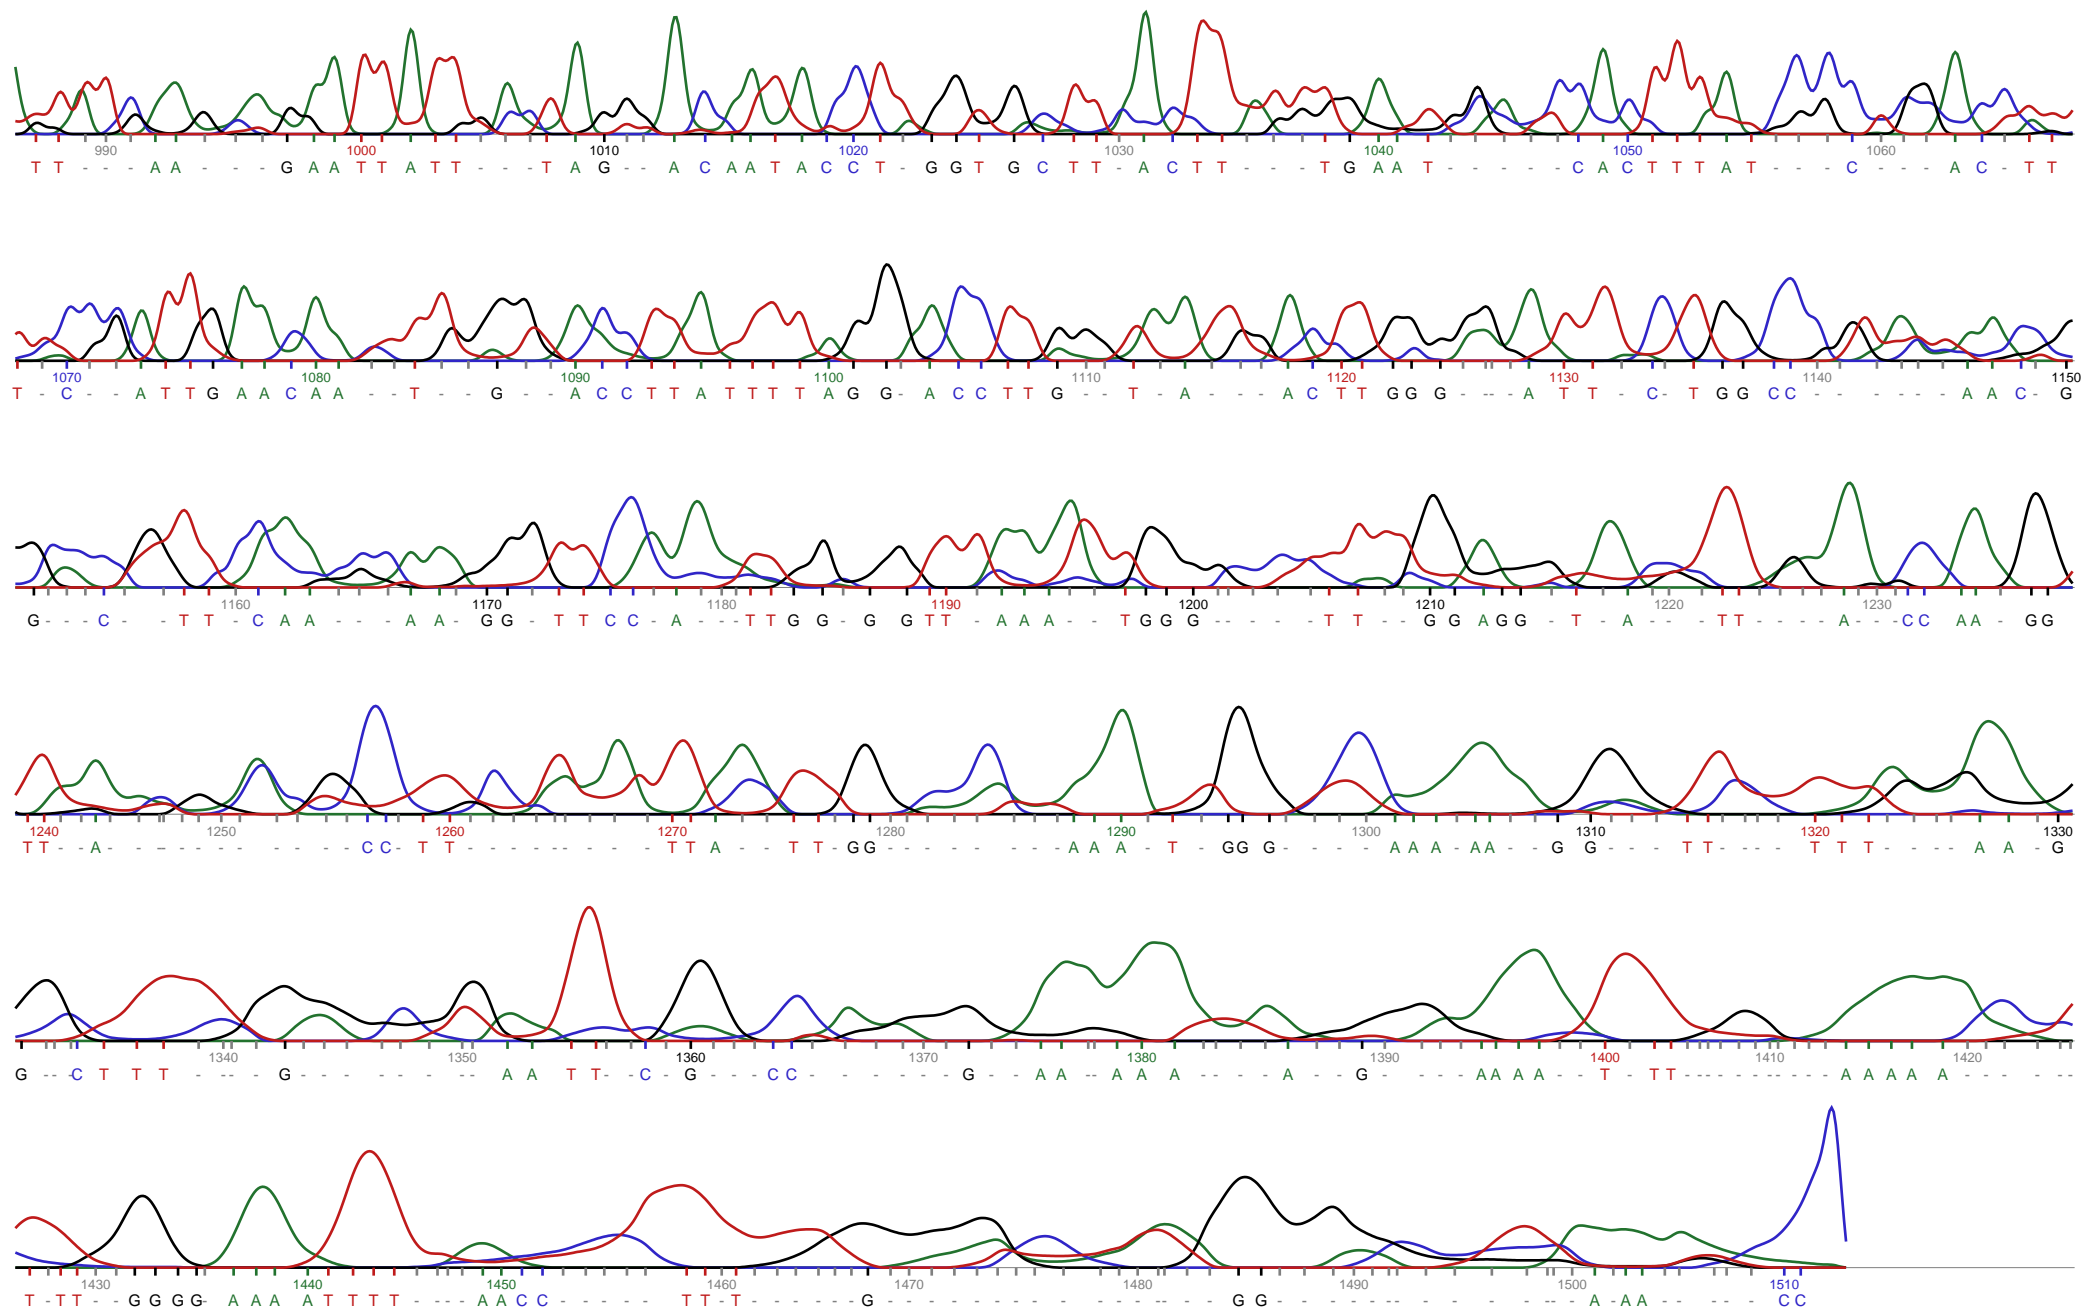 990 1000 1010 1020 1030 1040 1050 1060
T T - - - A A - - - - G A A T T A T T - - - T A G - - A C A A T A C C T - G G T G C T T - A C T T - - - T G A A T - - - - - - C A C T T T A T - - - - C - - - - A C - T T
1070 1080 1090 1100 1110 1120 1130 1140 1150
T - C - - A T T G A A C A A - - T - - G - - A C C T T A T T T T A G G - A C C T T G - - T - A - - - A C T T G G G - - - - A T T - C - T G G C C - - - - - - - - A A C - G
1160 1170 1180 1190 1200 1210 1220 1230
G - - - C - - T T - C A A - - - - A A - G G - T T C C - A - - - T T G G - G G T T - A A A - - T G G G - - - - - T T - - G G A G G - - T - A - - - T T - - - - A - - - C C A A - G G
1240 1250 1260 1270 1280 1290 1300 1310 1320 1330
T T - - A - - - - - - - - - - - C C - T T - - - - - - - - - T T A - - T T - G G - - - - - - - - - A A A - T - G G G - - - - - A A A - A A - - G G - - - T T - - - - T T T - - - - A A - G
1340 1350 1360 1370 1380 1390 1400 1410 1420
G - - - C T T T - - - - G - - - - - - - - - A A T T - C - G - - C C - - - - - - G - - A A - - A A A - - - A - - G - - - - A A A A - - T - T T - - - - - - - - - - - A A A A A - - - - - -
1430 1440 1450 1460 1470 1480 1490 1500 1510
T - T T - - G G G G - A A A A T T T T - - - - A A C C - - - - - T T - T - - - - - - G - - - - - - - - - - - - - - G G - - - - - - - - - - - - - - A - A A - - - - - C C